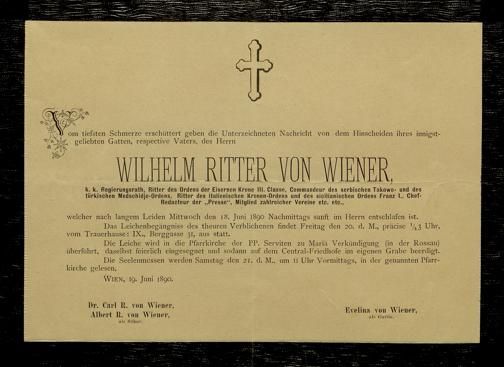 Vom tiefsten Schmerze erschüttert geben die Unterzeichneten Nachricht von dem Hinscheiden ihres innigst-
geliebten Gatten, respective Vaters, des Herrn
WILHELM RITTER VON WIENER,
k. k. Regierungsrath, Ritter des Ordens der Eisernen Krone III. Classe, Commandeur des serbischen Takowo- und des
türkischen Medschidje-Ordens, Ritter des italienischen Kronen-Ordens und des sicilianischen Ordens Franz I., Chef-
Redacteur der „Presse“, Mitglied zahlreicher Vereine etc. etc.,
welcher nach langem Leiden Mittwoch den 18. Juni 1890 Nachmittags sanft im Herrn entschlafen ist.
Das Leichenbegängniss des theuren Verblichenen findet Freitag den 20. d. M., präcise ¼3 Uhr,
vom Trauerhause: IX., Berggasse 31, aus statt.
Die Leiche wird in die Pfarrkirche der PP. Serviten zu Maria Verkündigung (in der Rossau)
überführt, daselbst feierlich eingesegnet und sodann auf dem Central-Friedhofe im eigenen Grabe beerdigt.
Die Seelenmessen werden Samstag den 21. d. M., um 11 Uhr Vormittags, in der genannten Pfarr-
kirche gelesen.
WIEN, 19. Juni 1890.
Dr. Carl R. von Wiener,
Albert R. von Wiener,
als Söhne.
Evelina von Wiener,
als Gattin.